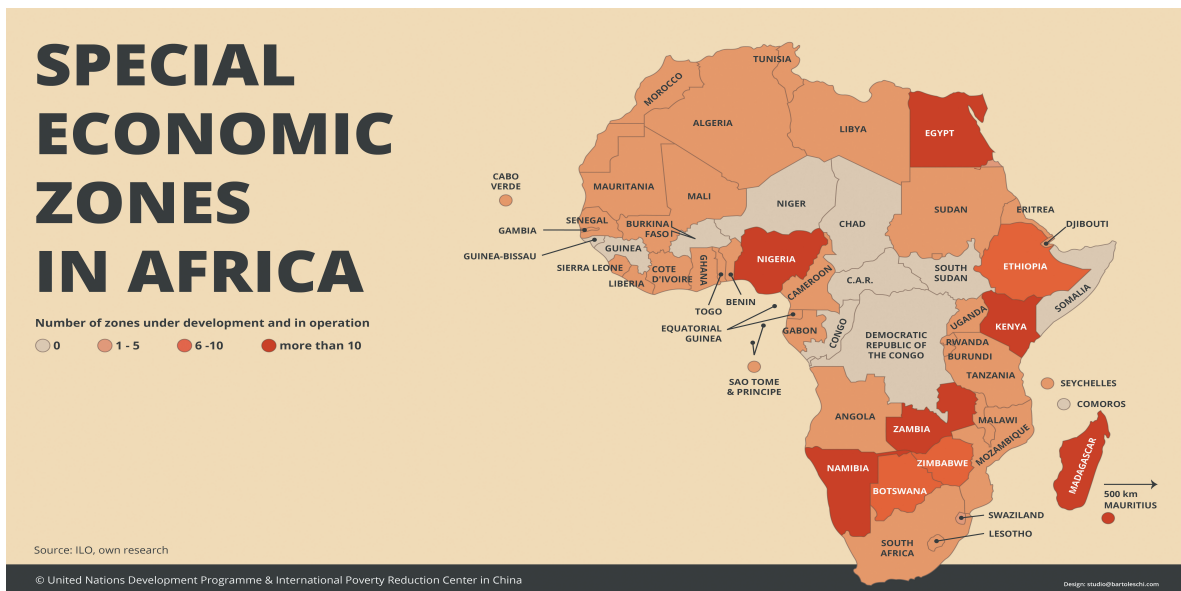 SPECIAL
ECONOMIC
ZONES
IN AFRICA
Number of zones under development and in operation
0
1 - 5
6 -10
more than 10
TUNISIA
MOROCCO
ALGERIA
LIBYA
EGYPT
CABO
VERDE
MAURITANIA
MALI
NIGER
CHAD
SUDAN
ERITREA
DJIBOUTI
SENEGAL
GAMBIA
BURKINA
FASO
GUINEA-BISSAU
GUINEA
SIERRA LEONE
LIBERIA
COTE
D'IVOIRE
GHANA
TOGO
BENIN
NIGERIA
CAMEROON
C.A.R.
SOUTH
SUDAN
ETHIOPIA
SOMALIA
EQUATORIAL
GUINEA
GABON
CONGO
DEMOCRATIC
REPUBLIC OF
THE CONGO
UGANDA
KENYA
RWANDA
BURUNDI
TANZANIA
SAO TOME
& PRINCIPE
SEYCHELLES
COMOROS
ANGOLA
ZAMBIA
MALAWI
MOZAMBIQUE
MADAGASCAR
NAMIBIA
ZIMBABWE
BOTSWANA
500 km
MAURITIUS
SWAZILAND
LESOTHO
SOUTH
AFRICA
Source: ILO, own research
© United Nations Development Programme & International Poverty Reduction Center in China
Design: studio@bartoleschi.com